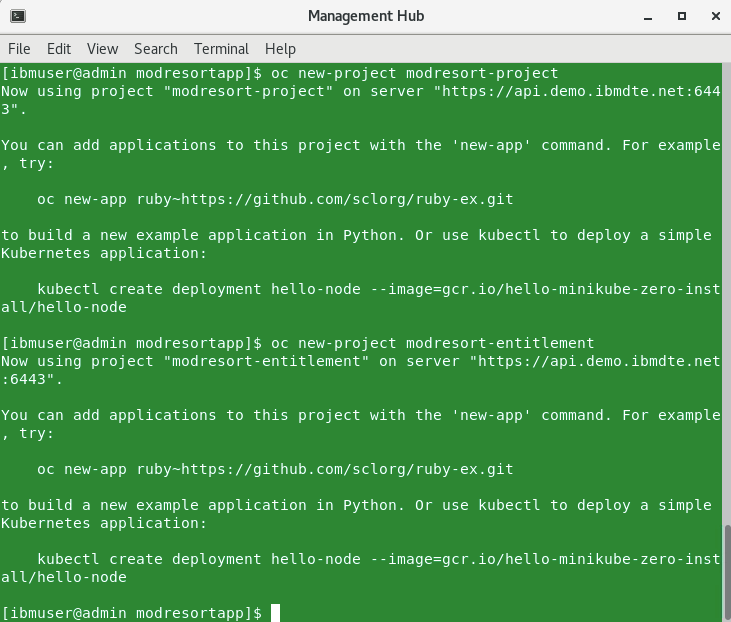 Management Hub
File Edit View Search Terminal Help
[ibmuser@admin modresortapp]$ oc new-project modresort-project
Now using project "modresort-project" on server "https://api.demo.ibmdte.net:644
3".
You can add applications to this project with the 'new-app' command. For example
, try:
    oc new-app ruby~https://github.com/sclorg/ruby-ex.git
to build a new example application in Python. Or use kubectl to deploy a simple
Kubernetes application:
    kubectl create deployment hello-node --image=gcr.io/hello-minikube-zero-inst
all/hello-node
[ibmuser@admin modresortapp]$ oc new-project modresort-entitlement
Now using project "modresort-entitlement" on server "https://api.demo.ibmdte.net
:6443".
You can add applications to this project with the 'new-app' command. For example
, try:
    oc new-app ruby~https://github.com/sclorg/ruby-ex.git
to build a new example application in Python. Or use kubectl to deploy a simple
Kubernetes application:
    kubectl create deployment hello-node --image=gcr.io/hello-minikube-zero-inst
all/hello-node
[ibmuser@admin modresortapp]$